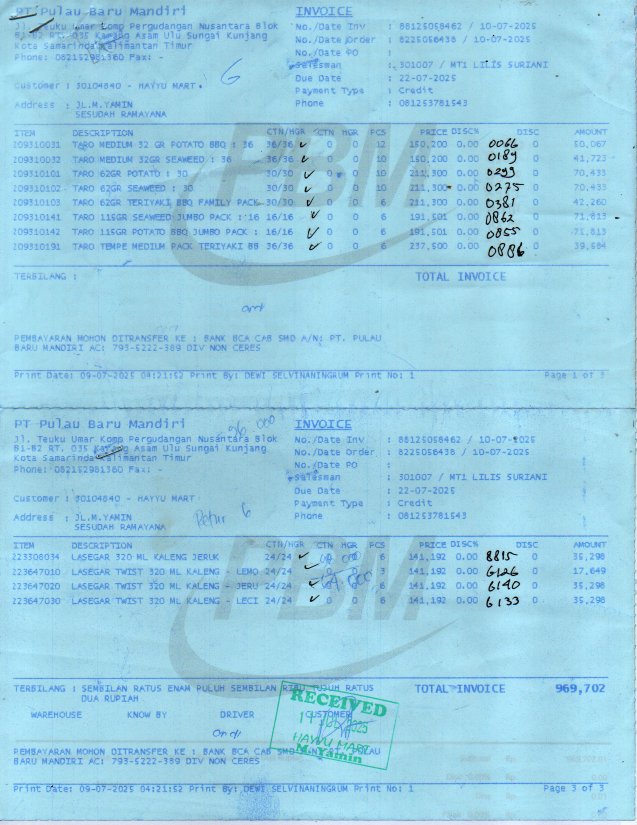 PT Pulau Baru Mandiri
Jl. Teuku Umar Komp Pergudangan Nusantara Blok
B1-B2 RT. 035 Karang Asam Ulu Sungai Kunjang
Kota Samarinda Kalimantan Timur
Phone: 082152981360 Fax: -
Customer : 30104840 - HAYYU MART
Address : JL.M.YAMIN
SESUDAH RAMAYANA
6
INVOICE
No./Date Inv : 88125058462 / 10-07-2025
No./Date Order : 8225056438 / 10-07-2025
No./Date PO :
Salesman : 301007 / MT1 LILIS SURIANI
Due Date : 22-07-2025
Payment Type : Credit
Phone : 081253781543
ITEM DESCRIPTION CTN/HGR CTN HGR PCS PRICE DISC% DISC AMOUNT
209310031 TARO MEDIUM 32 GR POTATO BBQ : 36 36/36 0 0 12 150,200 0.00 0066 0 50,067
209310032 TARO MEDIUM 32GR SEAWEED : 36 36/36 0 0 10 150,200 0.00 0189 0 41,723
209310101 TARO 62GR POTATO : 30 30/30 0 0 10 211,300 0.00 0299 0 70,433
209310102 TARO 62GR SEAWEED : 30 30/30 0 0 10 211,300 0.00 0275 0 70,433
209310103 TARO 62GR TERIYAKI BBQ FAMILY PACK 30/30 0 0 6 211,300 0.00 0381 0 42,260
209310141 TARO 115GR SEAWEED JUMBO PACK : 16 16/16 0 0 6 191,501 0.00 0862 0 71,813
209310142 TARO 115GR POTATO BBQ JUMBO PACK : 16/16 0 0 6 191,501 0.00 0855 0 71,813
209310191 TARO TEMPE MEDIUM PACK TERIYAKI BB 36/36 0 0 6 237,500 0.00 0886 0 39,584
PBM
TERBILANG :
TOTAL INVOICE
PEMBAYARAN MOHON DITRANSFER KE : BANK BCA CAB SMD A/N: PT. PULAU
BARU MANDIRI AC: 793-5222-389 DIV NON CERES
Print Date: 09-07-2025 04:21:52 Print By: DEWI SELVINANINGRUM Print No: 1 Page 1 of 3
PT Pulau Baru Mandiri
Jl. Teuku Umar Komp Pergudangan Nusantara Blok
B1-B2 RT. 035 Karang Asam Ulu Sungai Kunjang
Kota Samarinda Kalimantan Timur
Phone: 082152981360 Fax: -
Customer : 30104840 - HAYYU MART
Address : JL.M.YAMIN
SESUDAH RAMAYANA
INVOICE
No./Date Inv : 88125058462 / 10-07-2025
No./Date Order : 8225056438 / 10-07-2025
No./Date PO :
Salesman : 301007 / MT1 LILIS SURIANI
Due Date : 22-07-2025
Payment Type : Credit
Phone : 081253781543
ITEM DESCRIPTION CTN/HGR CTN HGR PCS PRICE DISC% DISC AMOUNT
223308034 LASEGAR 320 ML KALENG JERUK 24/24 0 0 6 141,192 0.00 8815 0 35,298
223647010 LASEGAR TWIST 320 ML KALENG - LEMO 24/24 0 0 3 141,192 0.00 6126 0 17,649
223647020 LASEGAR TWIST 320 ML KALENG - JERU 24/24 0 0 6 141,192 0.00 6140 0 35,298
223647030 LASEGAR TWIST 320 ML KALENG - LECI 24/24 0 0 6 141,192 0.00 6133 0 35,298
PBM
TERBILANG : SEMBILAN RATUS ENAM PULUH SEMBILAN RIBU TUJUH RATUS
DUA RUPIAH
TOTAL INVOICE 969,702
WAREHOUSE KNOW BY DRIVER CUSTOMER
RECEIVED
HAYYU MART
M.Yamin
PEMBAYARAN MOHON DITRANSFER KE : BANK BCA CAB SMD A/N: PT. PULAU
BARU MANDIRI AC: 793-5222-389 DIV NON CERES
Print Date: 09-07-2025 04:21:52 Print By: DEWI SELVINANINGRUM Print No: 1 Page 3 of 3